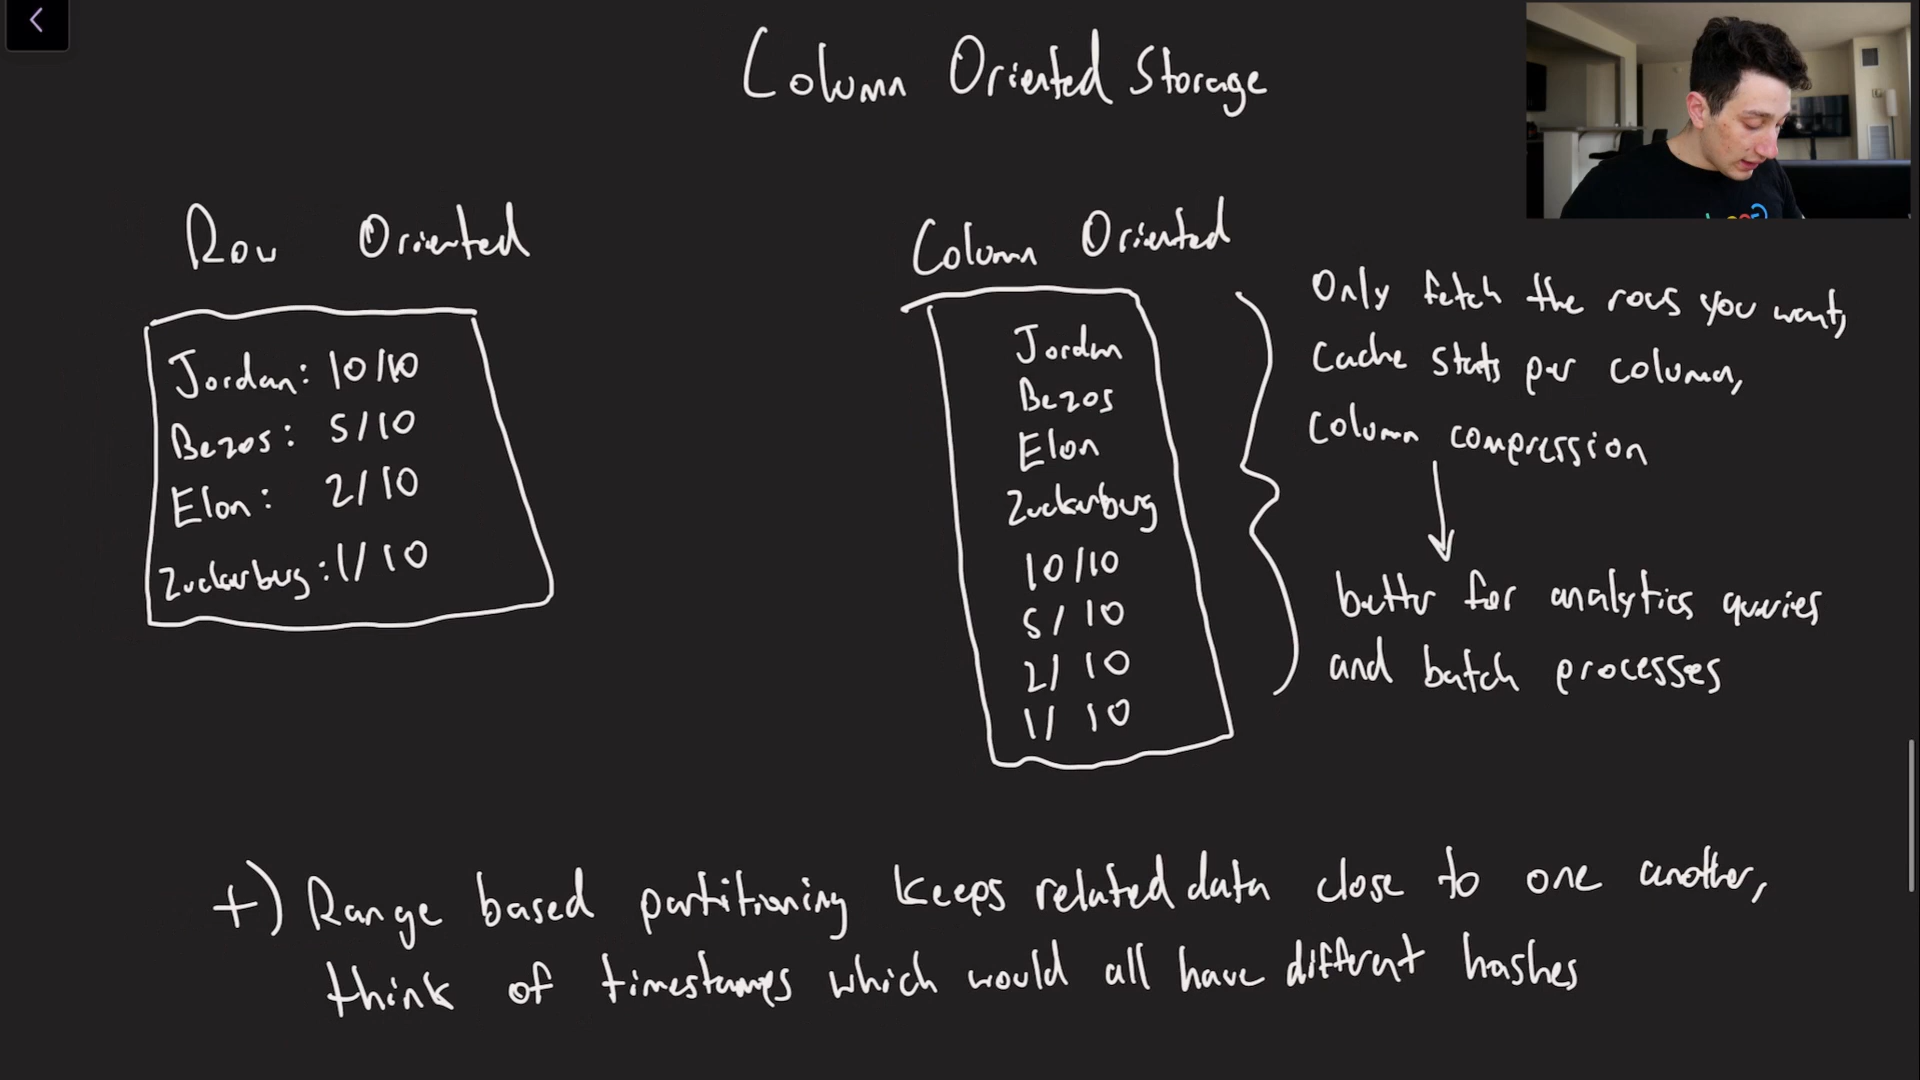 Column Oriented Storage
Row Oriented
Jordan: 10/10
Bezos: 5/10
Elon: 2/10
Zuckerburg: 1/10
Column Oriented
Jordan
Bezos
Elon
Zuckerburg
10/10
5/10
2/10
1/10
Only fetch the rows you want,
Cache stats per column,
Column compression
better for analytics queries
and batch processes
+) Range based partitioning keeps related data close to one another,
think of timestamps which would all have different hashes